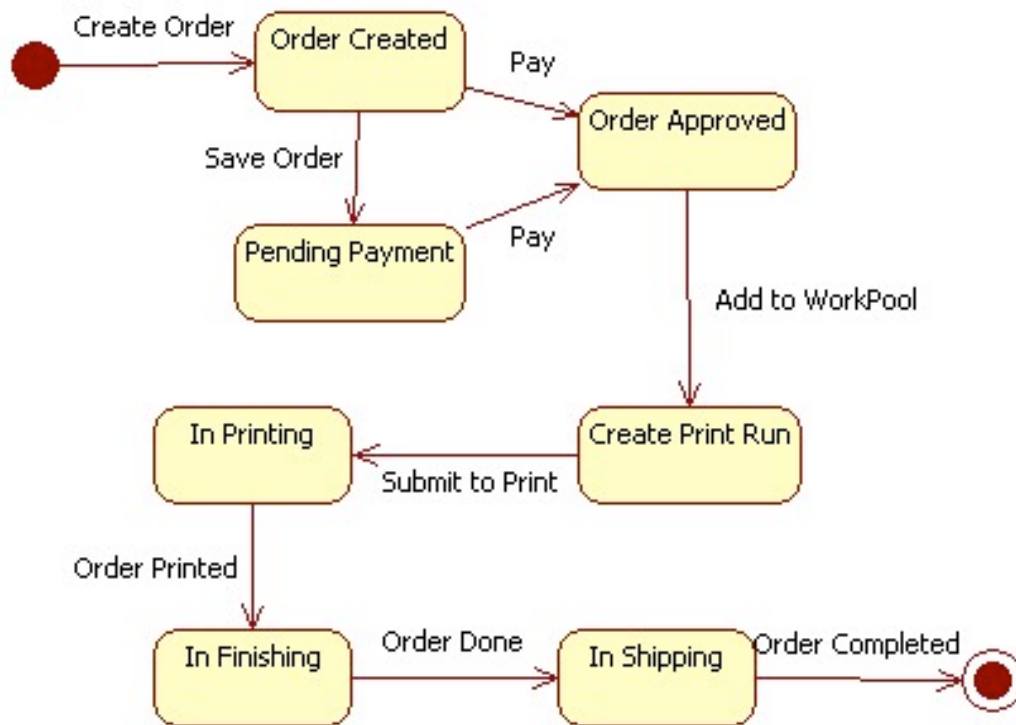 Create Order
Order Created
Pay
Order Approved
Save Order
Pending Payment
Pay
Add to WorkPool
In Printing
Create Print Run
Submit to Print
Order Printed
In Finishing
Order Done
In Shipping
Order Completed